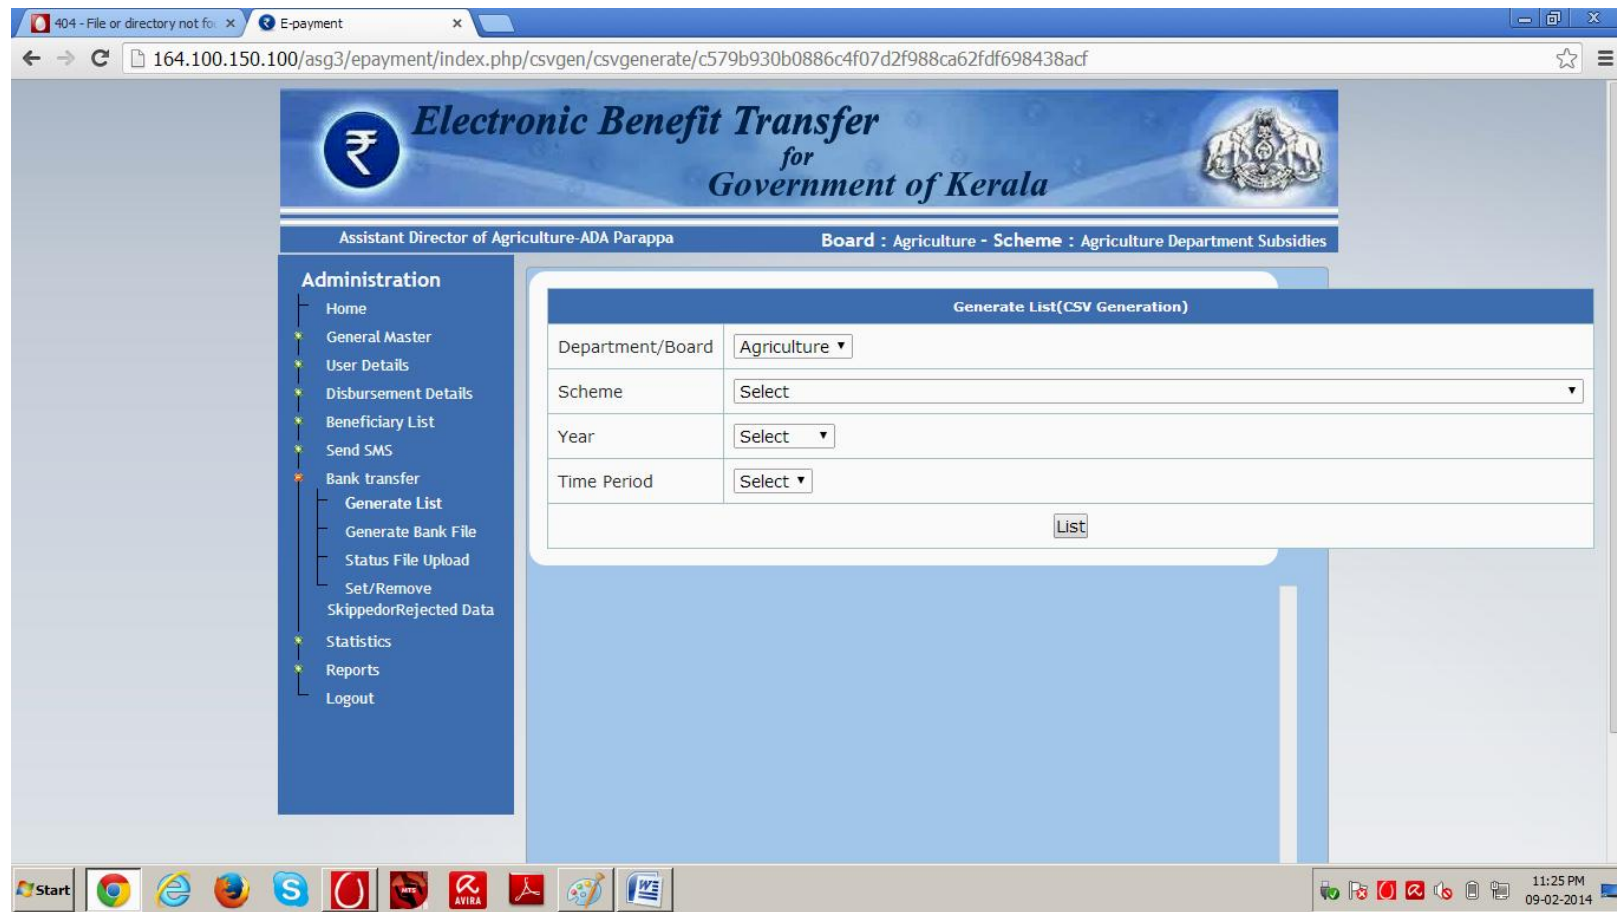 404 - File or directory not fo
E-payment
164.100.150.100/asg3/epayment/index.php/csvgen/csvgenerate/c579b930b0886c4f07d2f988ca62fdf698438acf
Electronic Benefit Transfer
for
Government of Kerala
Assistant Director of Agriculture-ADA Parappa
Board : Agriculture - Scheme : Agriculture Department Subsidies
Administration
Home
General Master
User Details
Disbursement Details
Beneficiary List
Send SMS
Bank transfer
Generate List
Generate Bank File
Status File Upload
Set/Remove
SkippedorRejected Data
Statistics
Reports
Logout
Generate List(CSV Generation)
Department/Board Agriculture
Scheme Select
Year Select
Time Period Select
List
Start
MTS
AVIRA
11:25 PM
09-02-2014